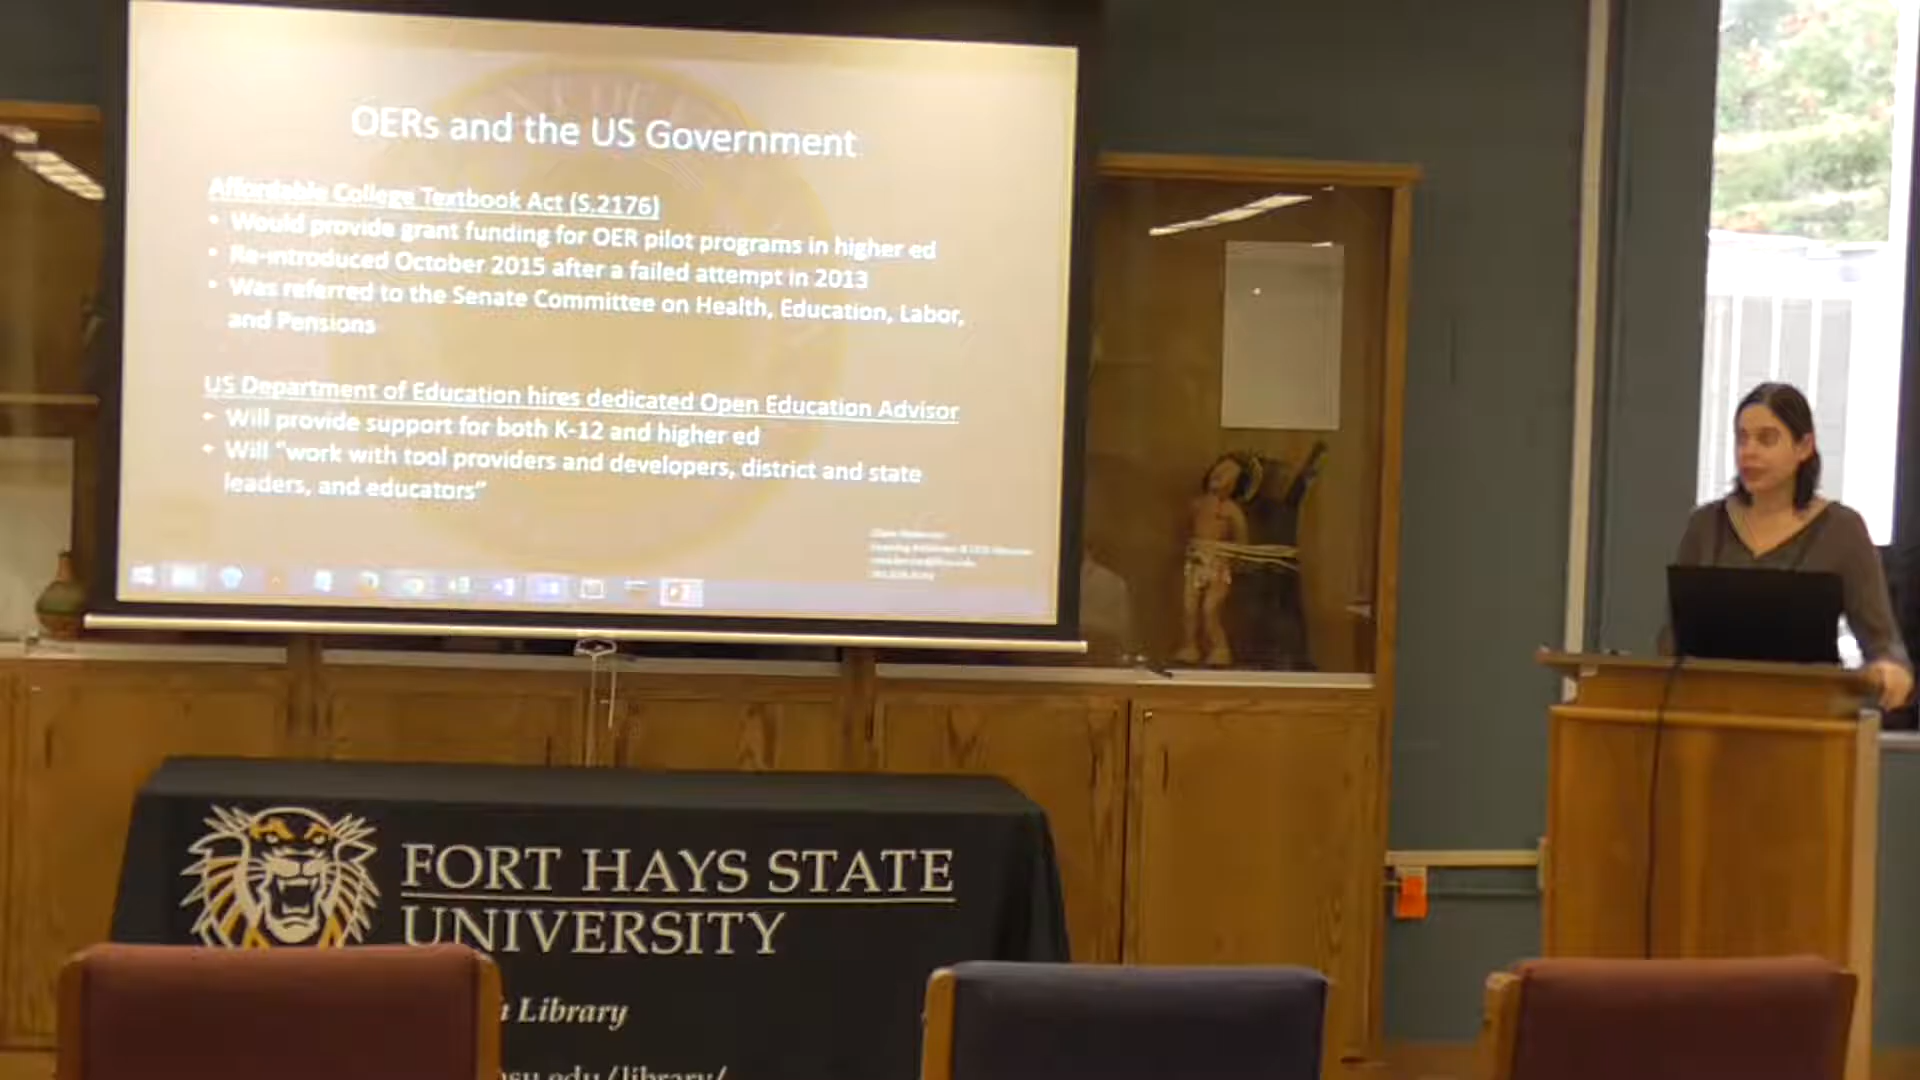 OERs and the US Government
Affordable College Textbook Act (S.2176)
• Would provide grant funding for OER pilot programs in higher ed
• Re-introduced October 2015 after a failed attempt in 2013
• Was referred to the Senate Committee on Health, Education, Labor,
and Pensions
US Department of Education hires dedicated Open Education Advisor
• Will provide support for both K-12 and higher ed
• Will "work with tool providers and developers, district and state
leaders, and educators"
FORT HAYS STATE
UNIVERSITY
Library
su.edu/library/